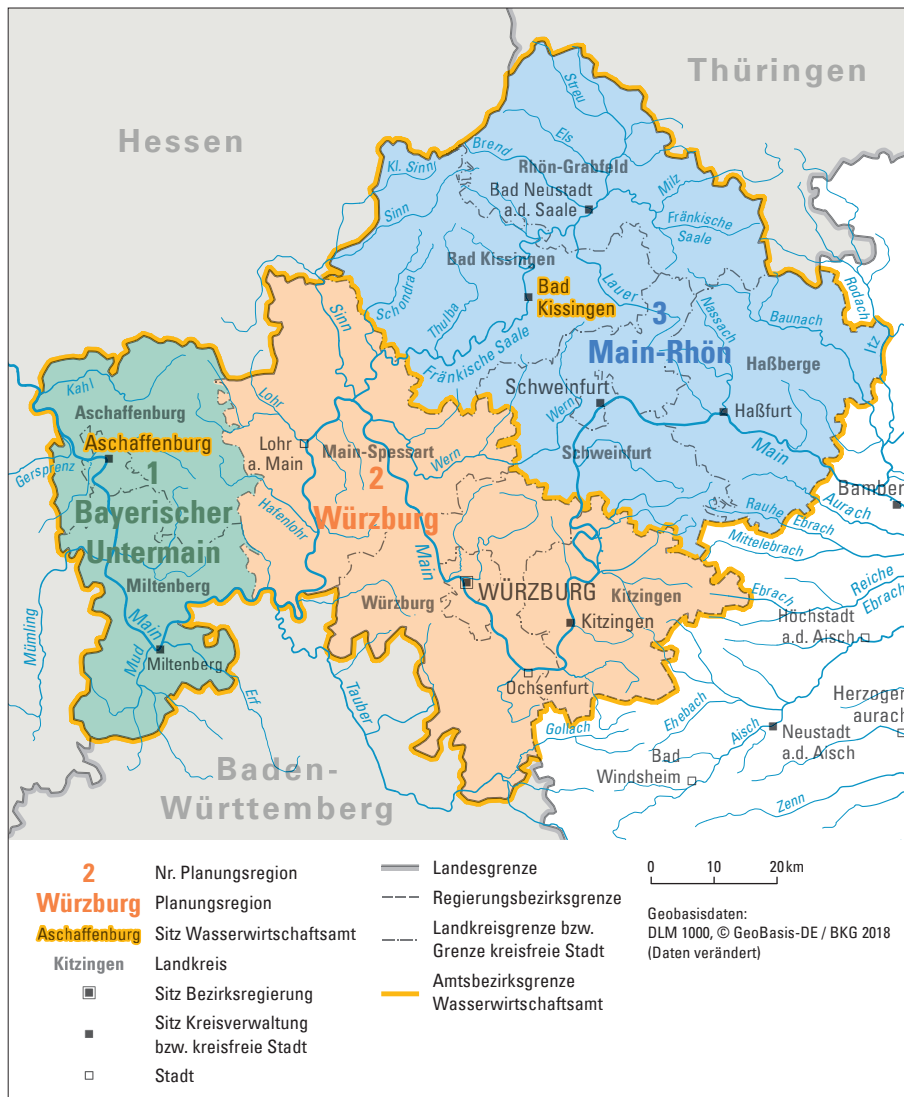 Thüringen
Hessen
Streu
Els
Brend
Rhön-Grabfeld
Kl. Sinn
Bad Neustadt
a.d. Saale
Milz
Sinn
Fränkische
Saale
Bad Kissingen
Schondra
Thulba
Bad
Kissingen
Lauer
Nassach
Rodach
Baunach
Itz
Sinn
3
Main-Rhön
Fränkische Saale
Haßberge
Schweinfurt
Wern
Haßfurt
Kahl
Aschaffenburg
Lohr
Aschaffenburg
Lohr
a. Main
Main-Spessart
Wern
Schweinfurt
Main
Gersprenz
1
Bayerischer
Untermain
2
Würzburg
Hafenlohr
Main
Bamber
Aurach
Rauhe Ebrach
Mittelebrach
Miltenberg
Würzburg
WÜRZBURG
Kitzingen
Kitzingen
Ebrach
Reiche
Ebrach
Höchstadt
a.d. Aisch
Mümling
Main
Mud
Miltenberg
Erf
Tauber
Ochsenfurt
Gollach
Ehebach
Aisch
Herzogen
aurach
Neustadt
a.d. Aisch
Bad
Windsheim
Zenn
Baden-
Württemberg
2
Nr. Planungsregion
Würzburg
Planungsregion
Aschaffenburg
Sitz Wasserwirtschaftsamt
Kitzingen
Landkreis
Sitz Bezirksregierung
Sitz Kreisverwaltung
bzw. kreisfreie Stadt
Stadt
Landesgrenze
Regierungsbezirksgrenze
Landkreisgrenze bzw.
Grenze kreisfreie Stadt
Amtsbezirksgrenze
Wasserwirtschaftsamt
0 10 20 km
Geobasisdaten:
DLM 1000, © GeoBasis-DE / BKG 2018
(Daten verändert)